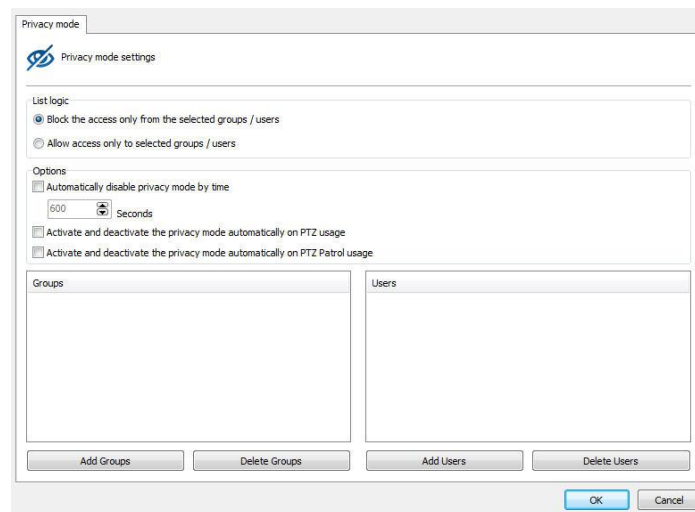 Privacy mode
Privacy mode settings
List logic
Block the access only from the selected groups / users
Allow access only to selected groups / users
Options
Automatically disable privacy mode by time
600 Seconds
Activate and deactivate the privacy mode automatically on PTZ usage
Activate and deactivate the privacy mode automatically on PTZ Patrol usage
Groups Users
Add Groups Delete Groups Add Users Delete Users
OK Cancel